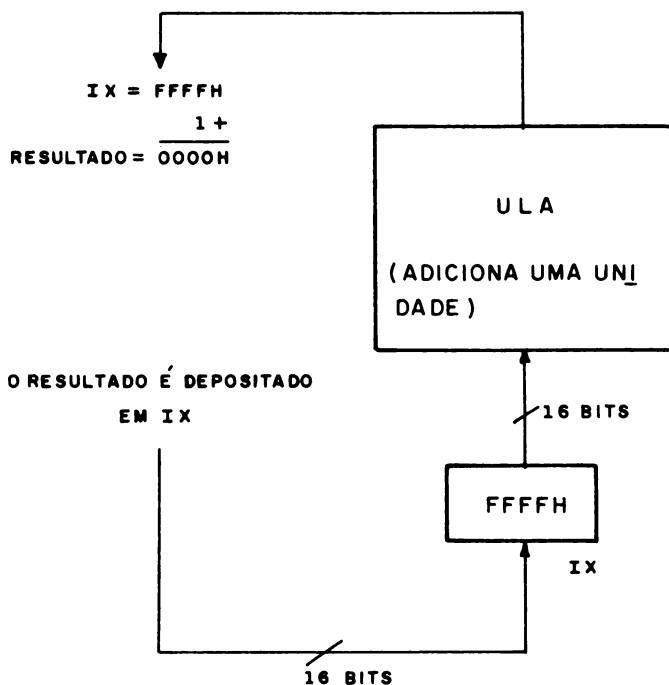 IX = FFFFH
1 +
RESULTADO = 0000H
ULA
(ADICIONA UMA UNI
DADE)
O RESULTADO É DEPOSITADO
EM IX
16 BITS
FFFFH
IX
16 BITS